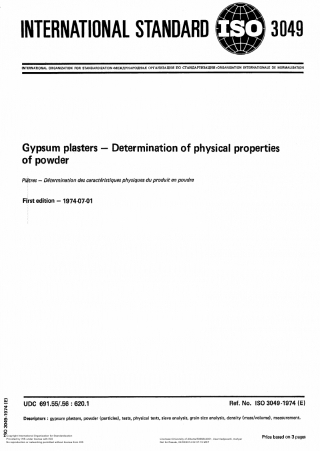 INTERNATIONAL STANDARD ISO 3049
INTERNATIONAL ORGANIZATION FOR STANDARDIZATION•МЕЖДУНАРОДНАЯ ОРГАНИЗАЦИЯ ПО СТАНДАРТИЗАЦИИ•ORGANISATION INTERNATIONALE DE NORMALISATION
Gypsum plasters — Determination of physical properties
of powder
Plâtres — Détermination des caractéristiques physiques du produit en poudre
First edition — 1974-07-01
UDC 691.55/.56 : 620.1
Ref. No. ISO 3049-1974 (E)
Descriptors : gypsum plasters, powder (particles), tests, physical tests, sieve analysis, grain size analysis, density (mass/volume), measurement.
ISO 3049-1974 (E)
Price based on 3 pages